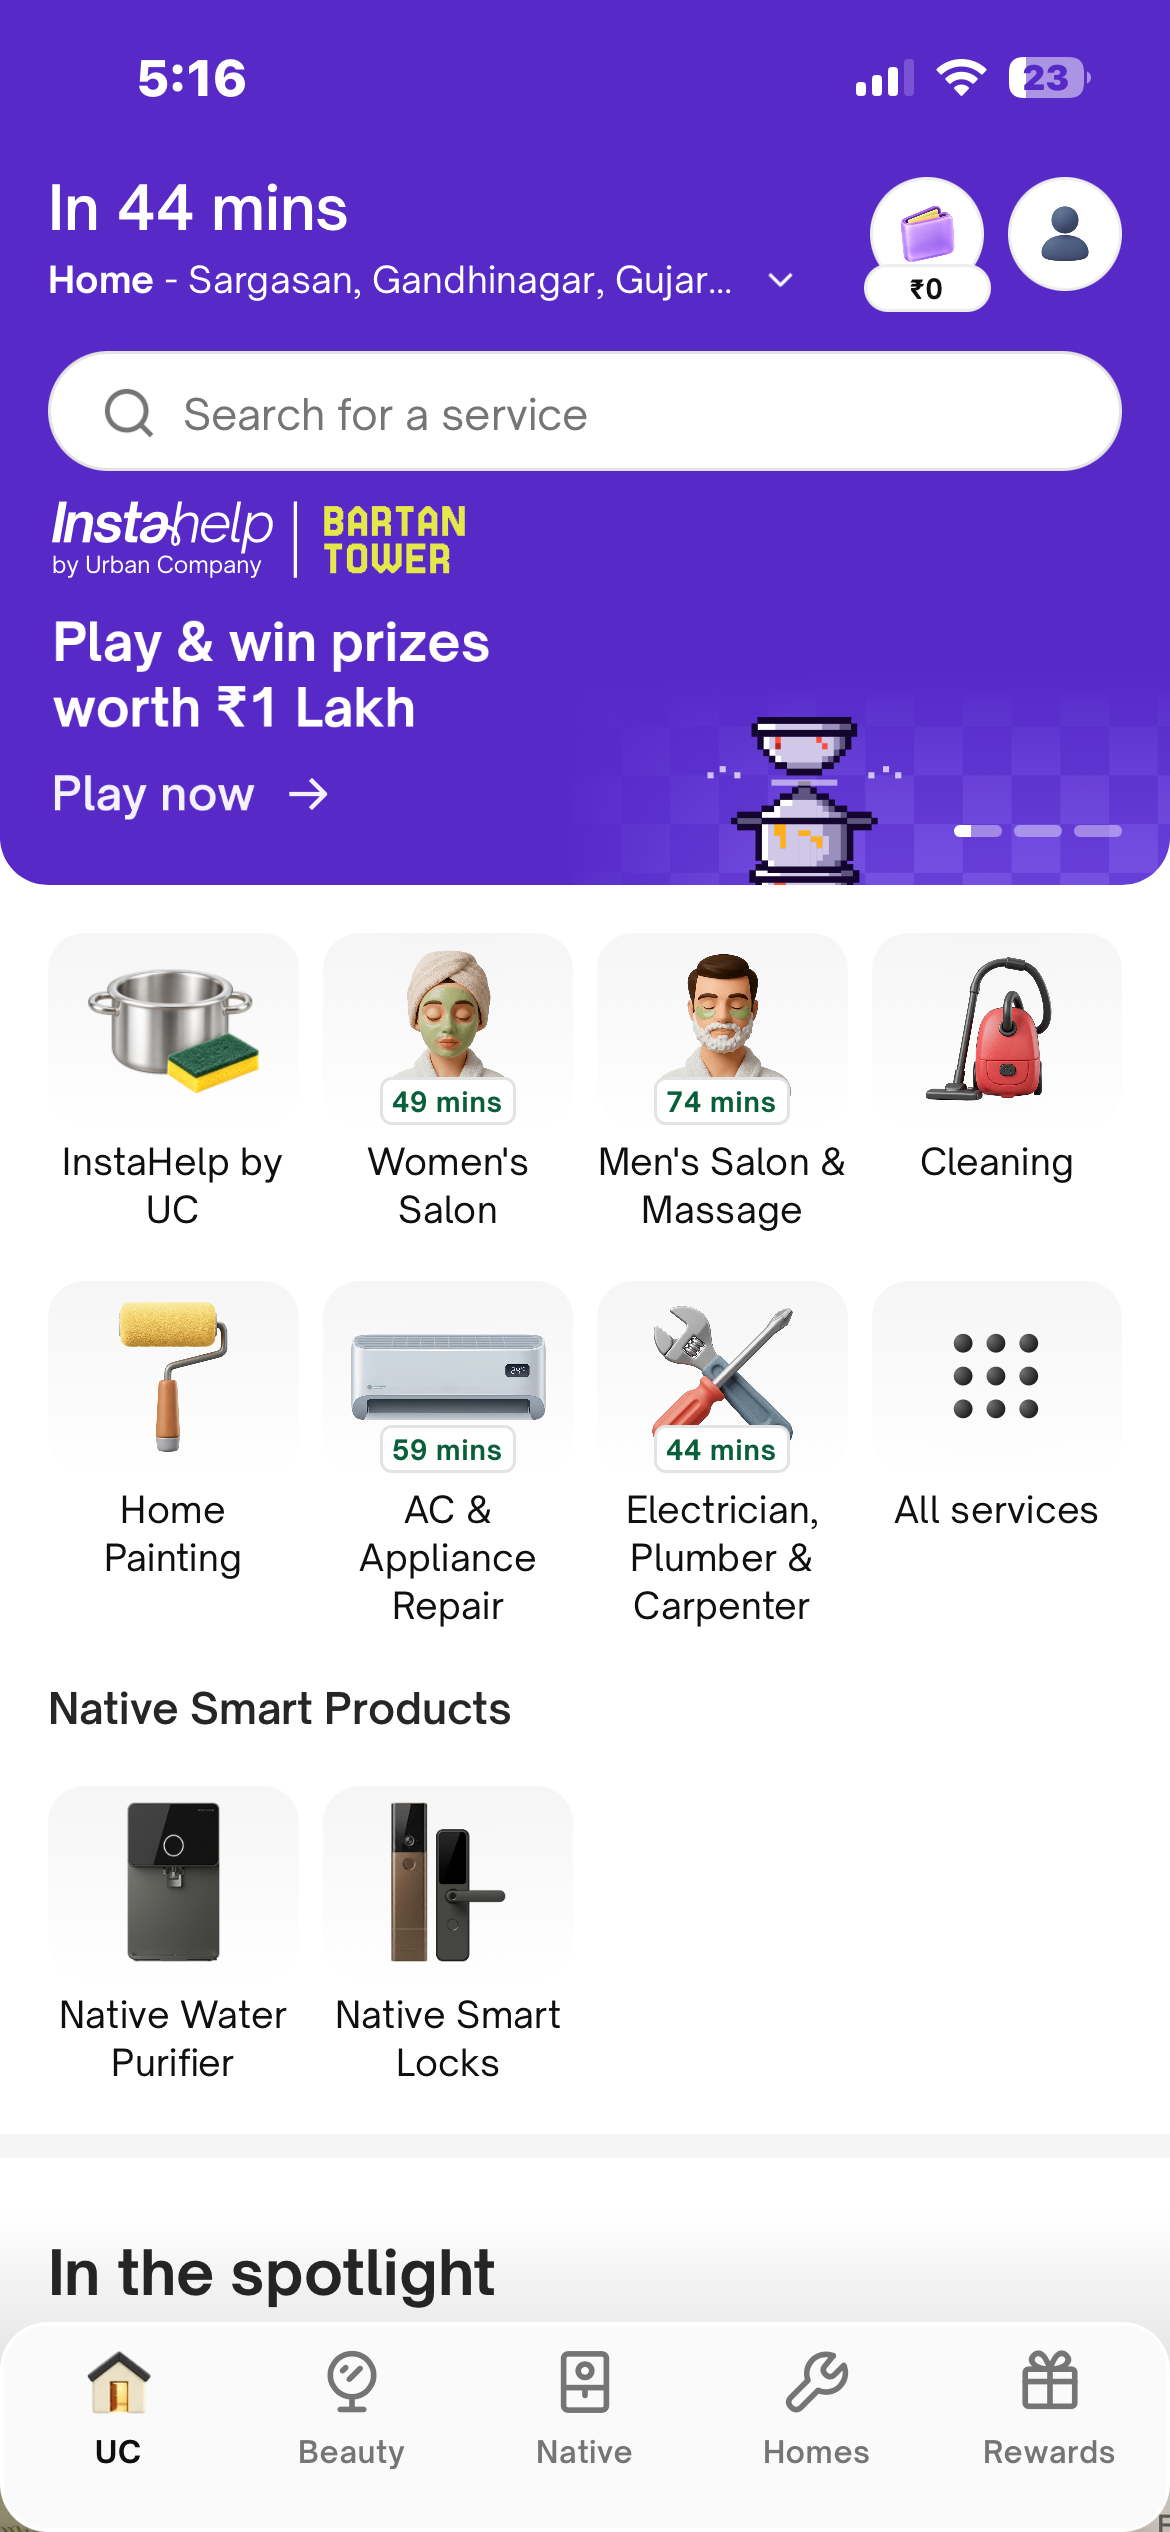 5:16
23
In 44 mins
Home - Sargasan, Gandhinagar, Gujar...
₹0
Search for a service
Instahelp
by Urban Company
BARTAN
TOWER
Play & win prizes
worth ₹1 Lakh
Play now →
49 mins
74 mins
InstaHelp by
UC
Women's
Salon
Men's Salon &
Massage
Cleaning
24°c
59 mins
44 mins
Home
Painting
AC &
Appliance
Repair
Electrician,
Plumber &
Carpenter
All services
Native Smart Products
Native Water
Purifier
Native Smart
Locks
In the spotlight
UC
Beauty
Native
Homes
Rewards